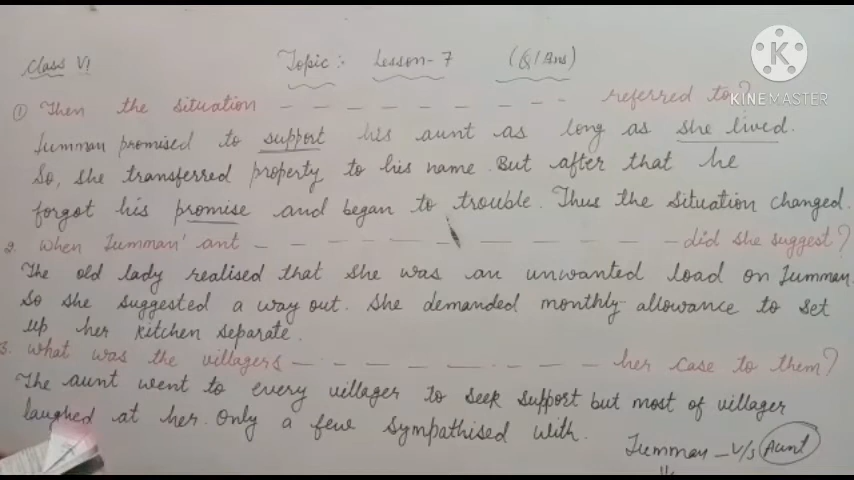 Class VI Topic :- Lesson-7 (Q/Ans)
K
KINEMASTER
① Then the situation — — — — — — — — — referred to?
Jumman promised to support his aunt as long as she lived.
So, she transferred property to his name. But after that he
forgot his promise and began to trouble. Thus the situation changed.
2. When Jumman' ant — — — — — — — — — — — did she suggest?
The old lady realised that she was an unwanted load on Jumman.
So she suggested a way out. She demanded monthly allowance to set
up her kitchen separate.
3. What was the villagers — — — — — — — — — her case to them?
The aunt went to every villager to seek support but most of villager
laughed at her. Only a few sympathised with.
Jumman — V/s Aunt